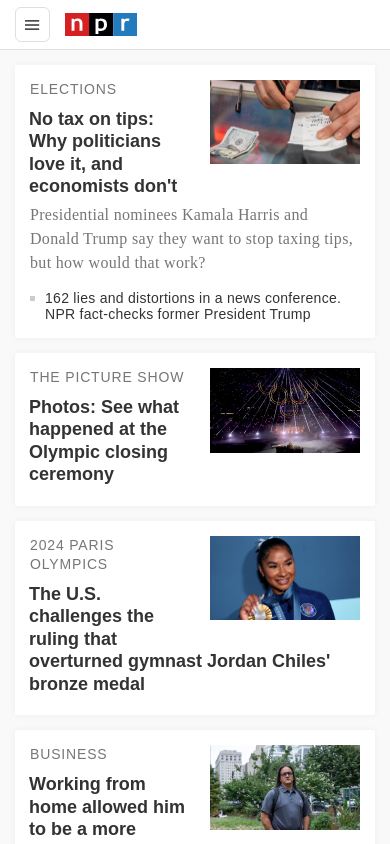 npr
ELECTIONS
No tax on tips:
Why politicians
love it, and
economists don't
Presidential nominees Kamala Harris and
Donald Trump say they want to stop taxing tips,
but how would that work?
162 lies and distortions in a news conference.
NPR fact-checks former President Trump
THE PICTURE SHOW
Photos: See what
happened at the
Olympic closing
ceremony
2024 PARIS
OLYMPICS
The U.S.
challenges the
ruling that
overturned gymnast Jordan Chiles'
bronze medal
BUSINESS
Working from
home allowed him
to be a more